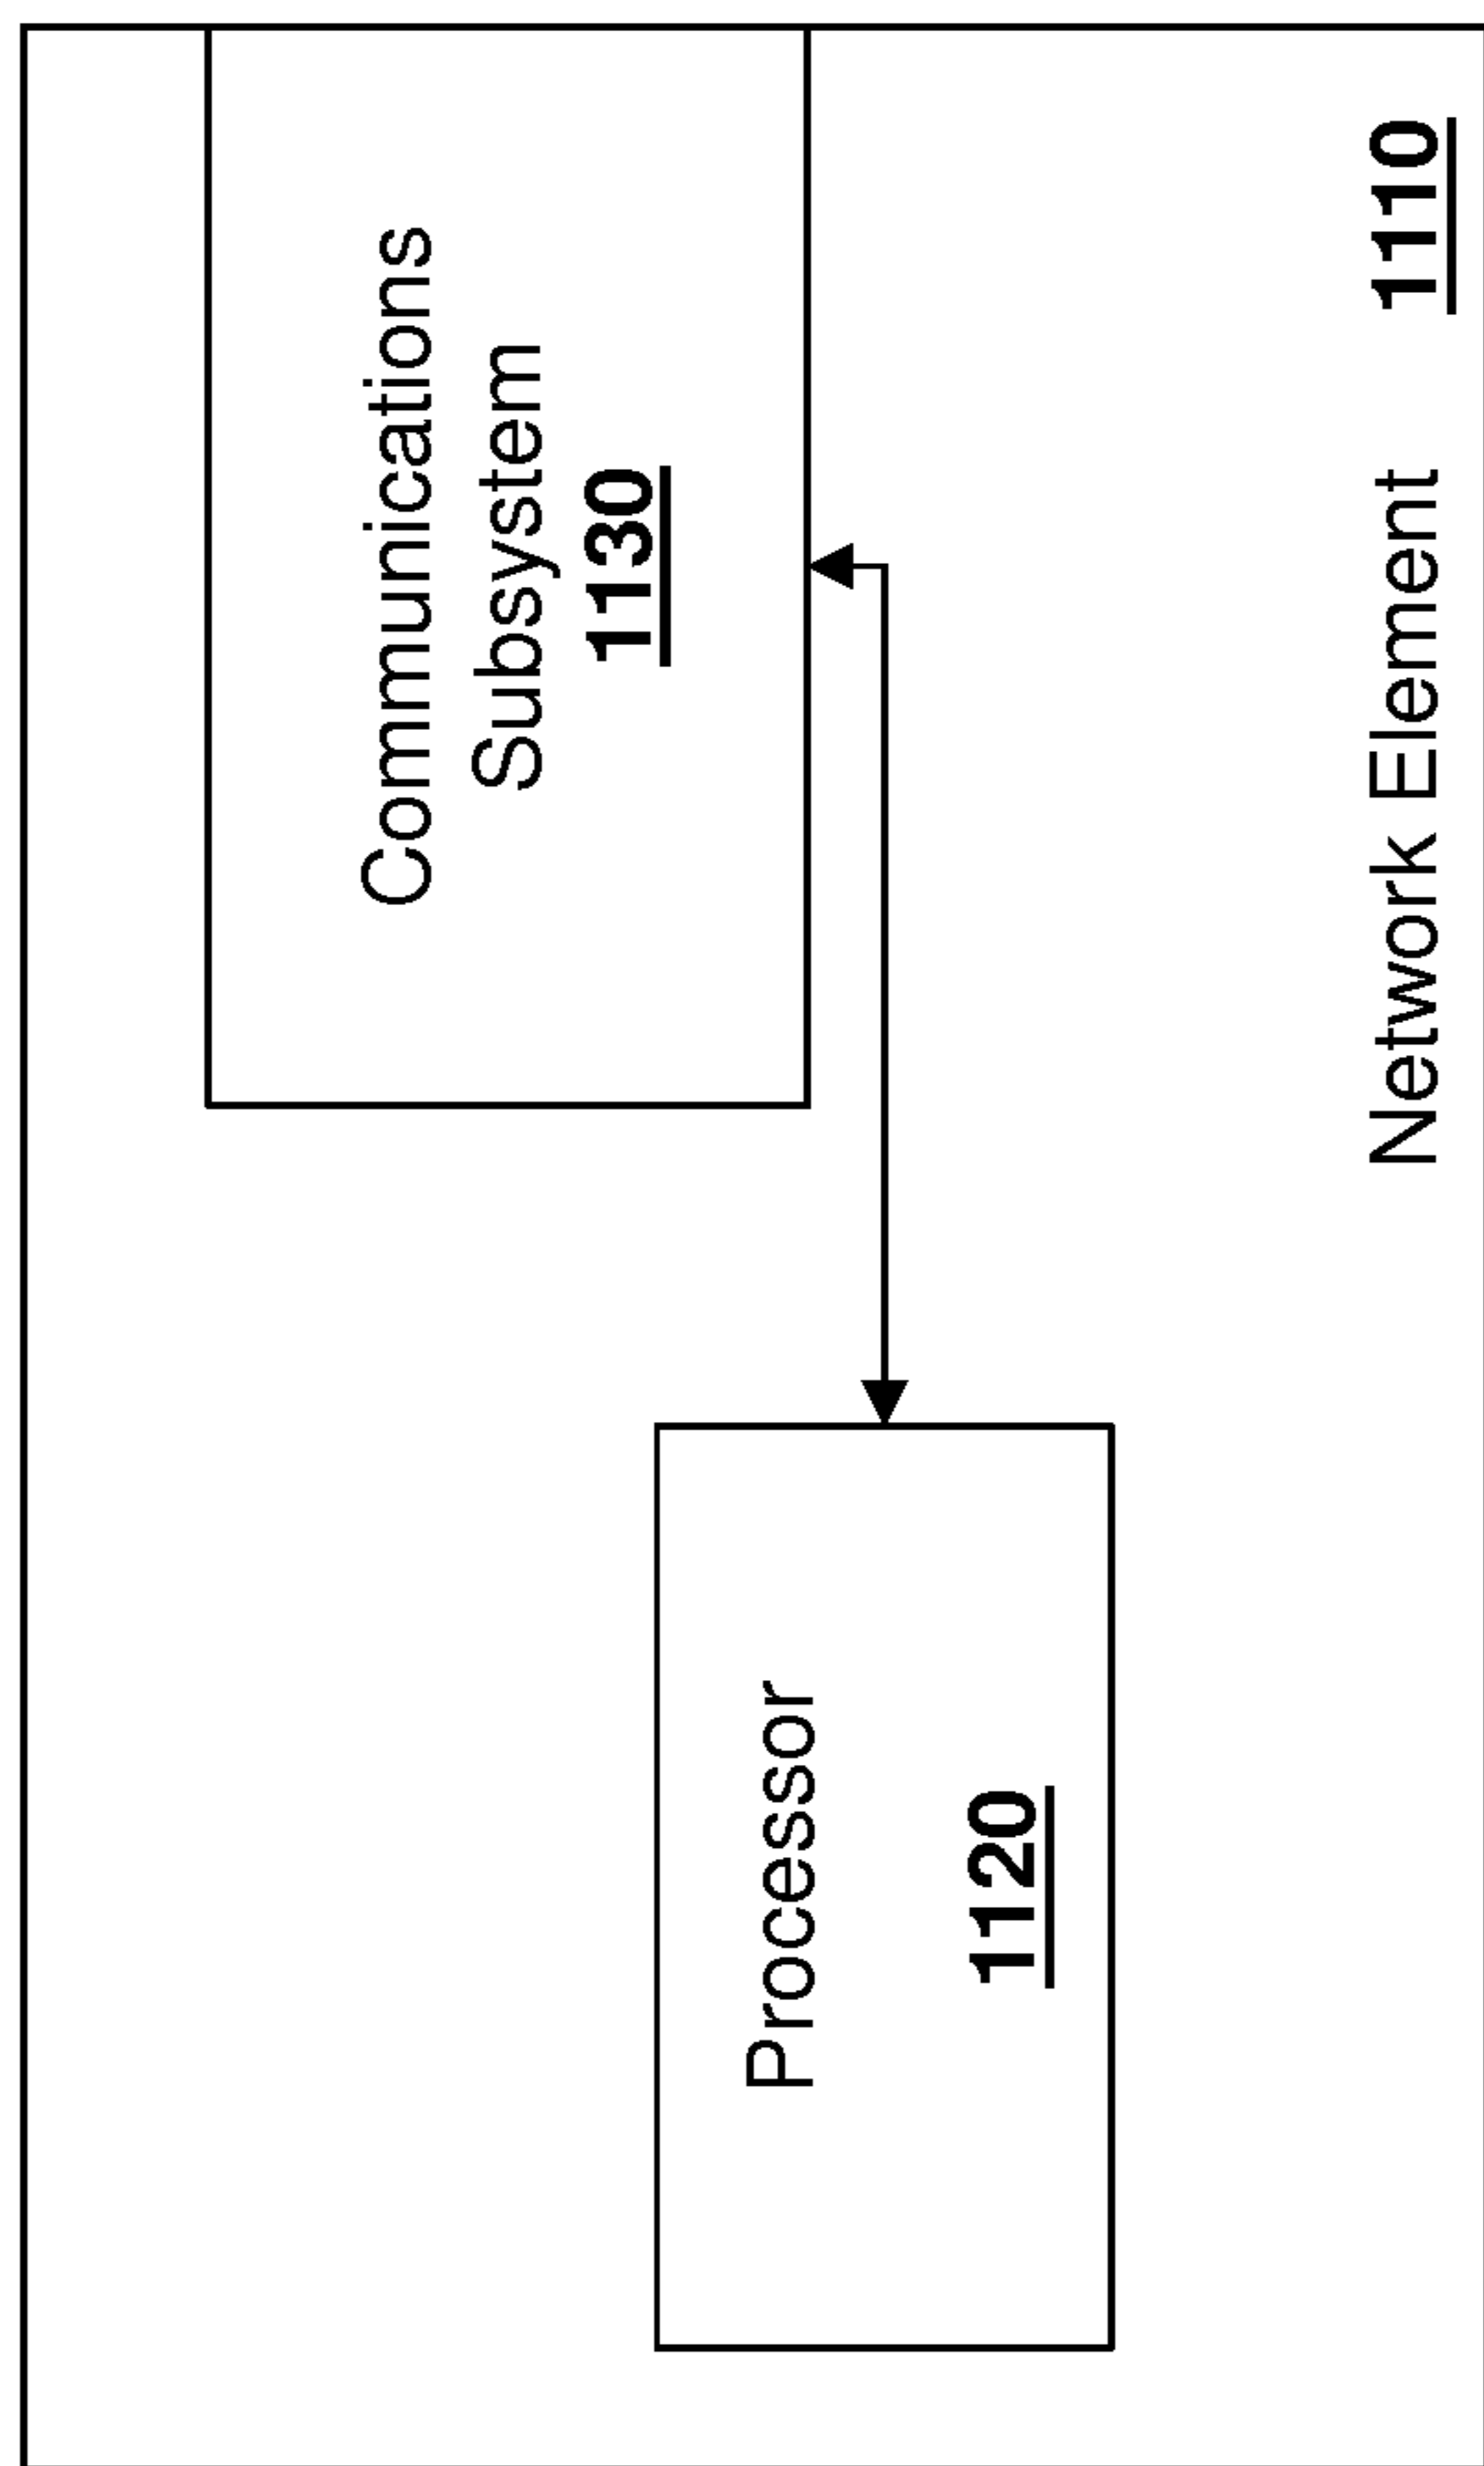 Communications
Subsystem
1130
Processor
1120
Network Element 1110